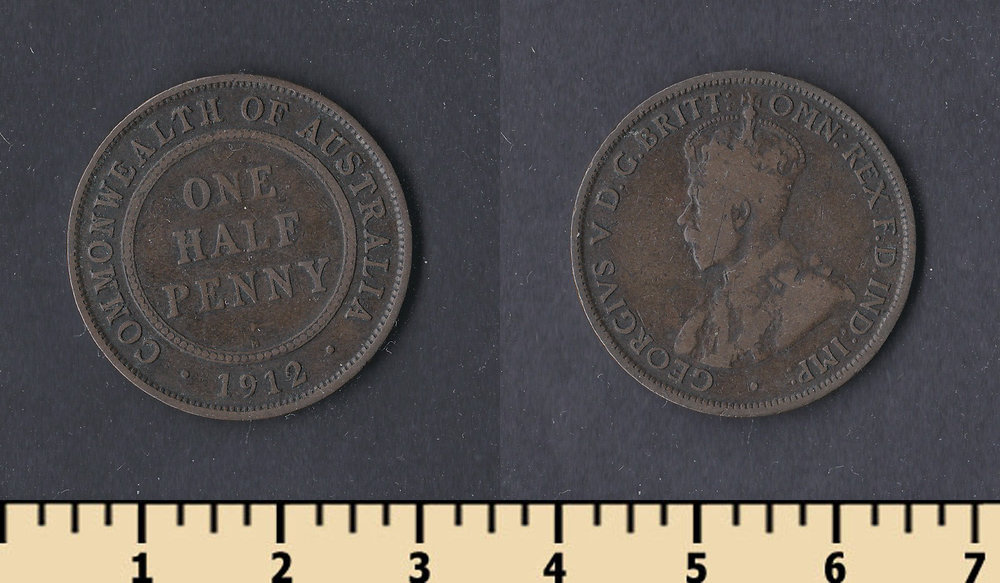 COMMONWEALTH OF AUSTRALIA
ONE
HALF
PENNY
H
· 1912 ·
GEORGIVS V D.G.BRITT: OMN: REX F.D.IND:IMP: ·
1 2 3 4 5 6 7